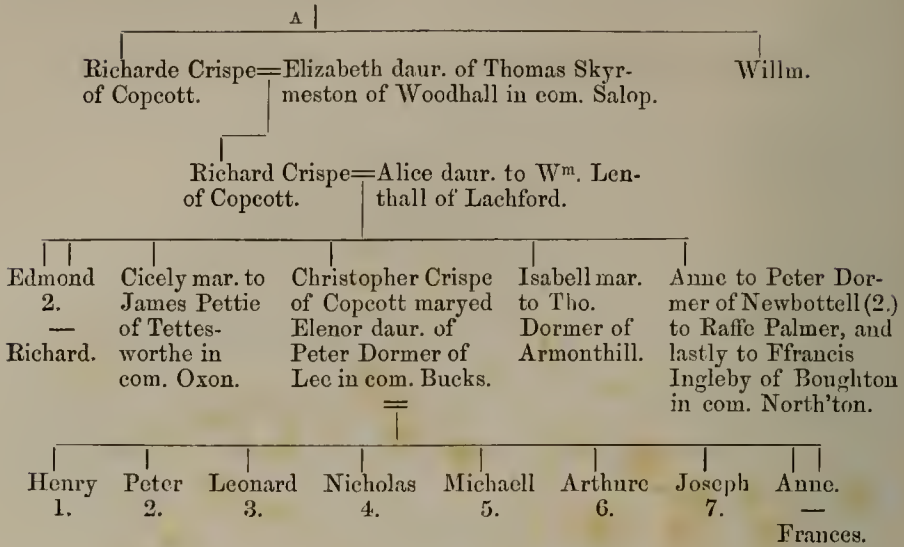 A
Richarde Crispe=Elizabeth daur. of Thomas Skyr-
of Copcott. meston of Woodhall in com. Salop.
Willm.
Richard Crispe=Alice daur. to Wm. Len-
of Copcott. thall of Lachford.
Edmond
2.
—
Richard.
Cicely mar. to
James Pettie
of Tettes-
worthe in
com. Oxon.
Christopher Crispe
of Copcott maryed
Elenor daur. of
Peter Dormer of
Lee in com. Bucks.
=
Isabell mar.
to Tho.
Dormer of
Armonthill.
Anne to Peter Dor-
mer of Newbottell (2.)
to Raffe Palmer, and
lastly to Ffrancis
Ingleby of Boughton
in com. North'ton.
Henry
1.
Peter
2.
Leonard
3.
Nicholas
4.
Michaell
5.
Arthure
6.
Joseph
7.
Anne.
—
Frances.